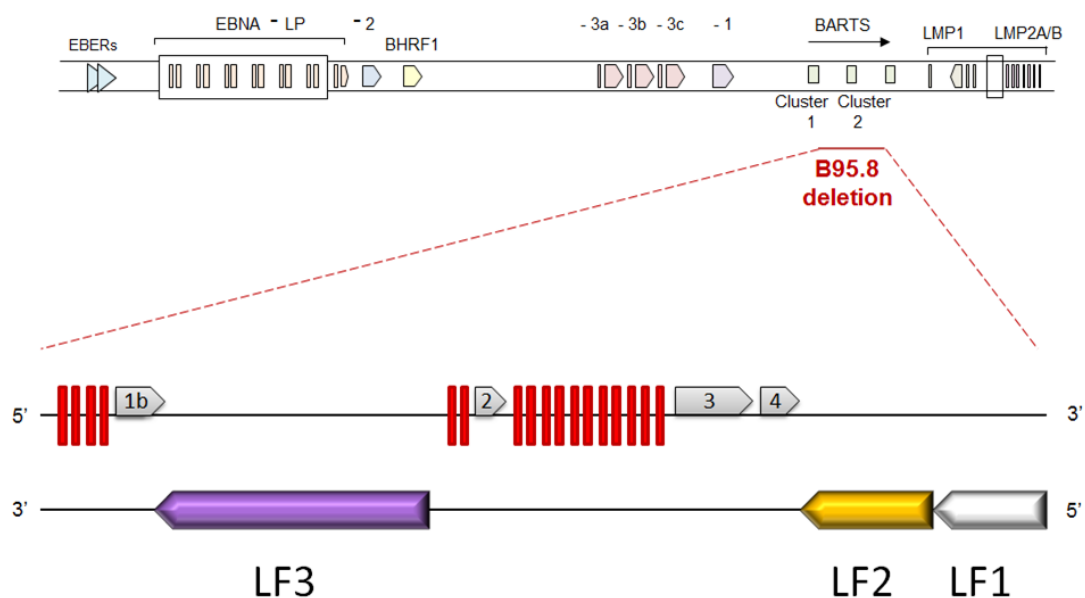 EBNA - LP - 2 - 3a - 3b - 3c - 1 BARTS LMP1 LMP2A/B
EBERs BHRF1
Cluster 1 Cluster 2
B95.8
deletion
5' 1b 2 3 4 3'
3' 5'
LF3 LF2 LF1